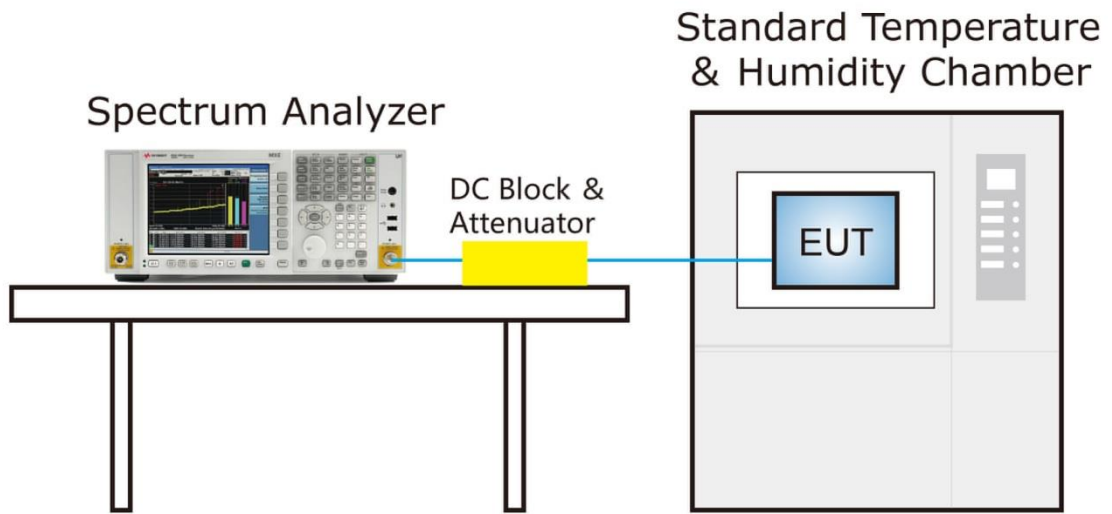 Standard Temperature
& Humidity Chamber
Spectrum Analyzer
DC Block &
Attenuator
EUT